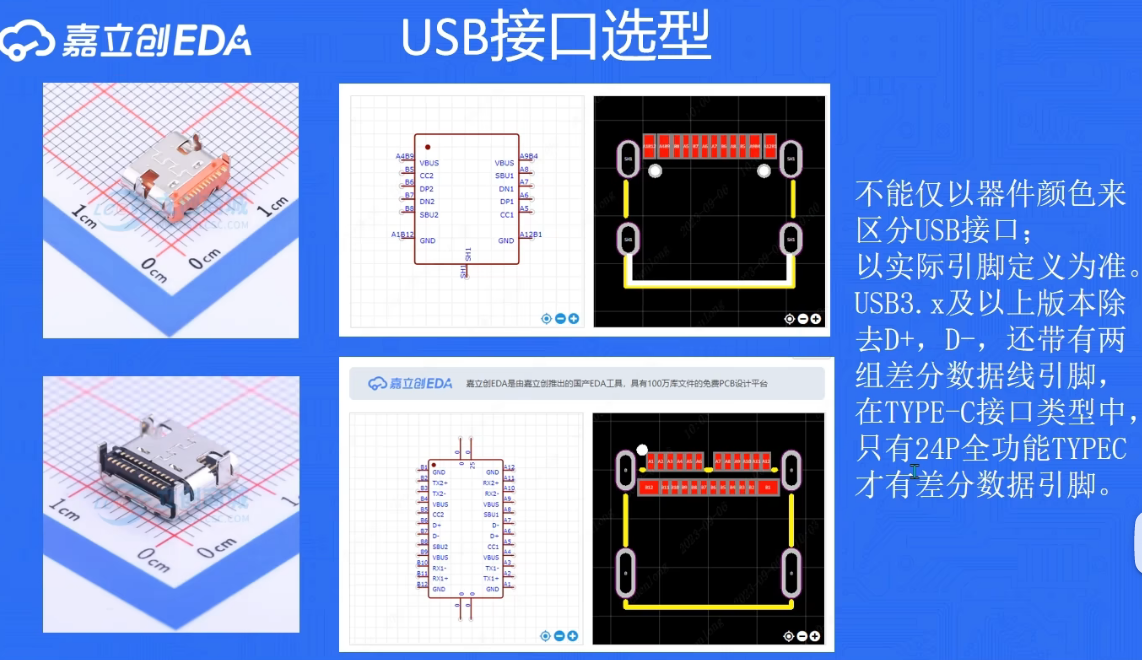 嘉立创EDA
USB接口选型
1cm
0cm
0cm
1cm
A4B9
B5
B6
B7
B8
A1B12
VBUS
CC2
DP2
DN2
SBU2
GND
VBUS
SBU1
DN1
DP1
CC1
GND
A9B4
A8
A7
A6
A5
A12B1
SH1
SH1
不能仅以器件颜色来
区分USB接口；
以实际引脚定义为准。
USB3.x及以上版本除
去D+，D-，还带有两
组差分数据线引脚，
在TYPE-C接口类型中，
只有24P全功能TYPEC
才有差分数据引脚。
嘉立创EDA
嘉立创EDA是由嘉立创推出的国产EDA工具，具有100万库文件的免费PCB设计平台
1cm
0cm
0cm
B1
B2
B3
B4
B5
B6
B7
B8
B9
B10
B11
B12
GND
TX2+
TX2-
VBUS
CC2
D+
D-
SBU2
VBUS
RX1-
RX1+
GND
GND
RX2+
RX2-
VBUS
SBU1
D-
D+
CC1
VBUS
TX1-
TX1+
GND
A12
A11
A10
A9
A8
A7
A6
A5
A4
A3
A2
A1